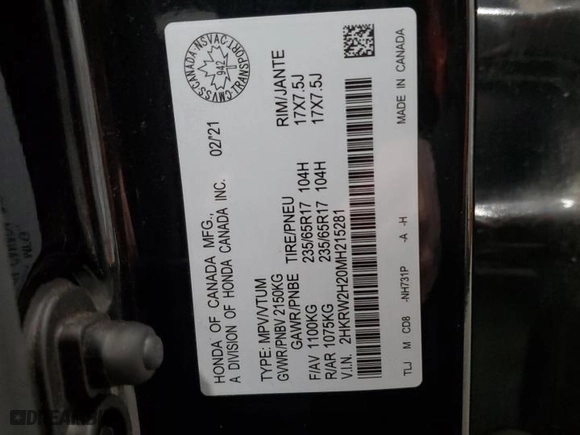 HONDA OF CANADA MFG.,
A DIVISION OF HONDA CANADA INC. 02/'21
CMVSS CANADA NSVAC
942
TRANSPORT
TYPE: MPV/VTUM
GVWR/PNBV 2150KG
GAWR/PNBE TIRE/PNEU RIM/JANTE
F/AV 1100KG 235/65R17 104H 17X7.5J
R/AR 1075KG 235/65R17 104H 17X7.5J
V.I.N. 2HKRW2H20MH215281
TLJ M CD8 -NH731P -A -H MADE IN CANADA